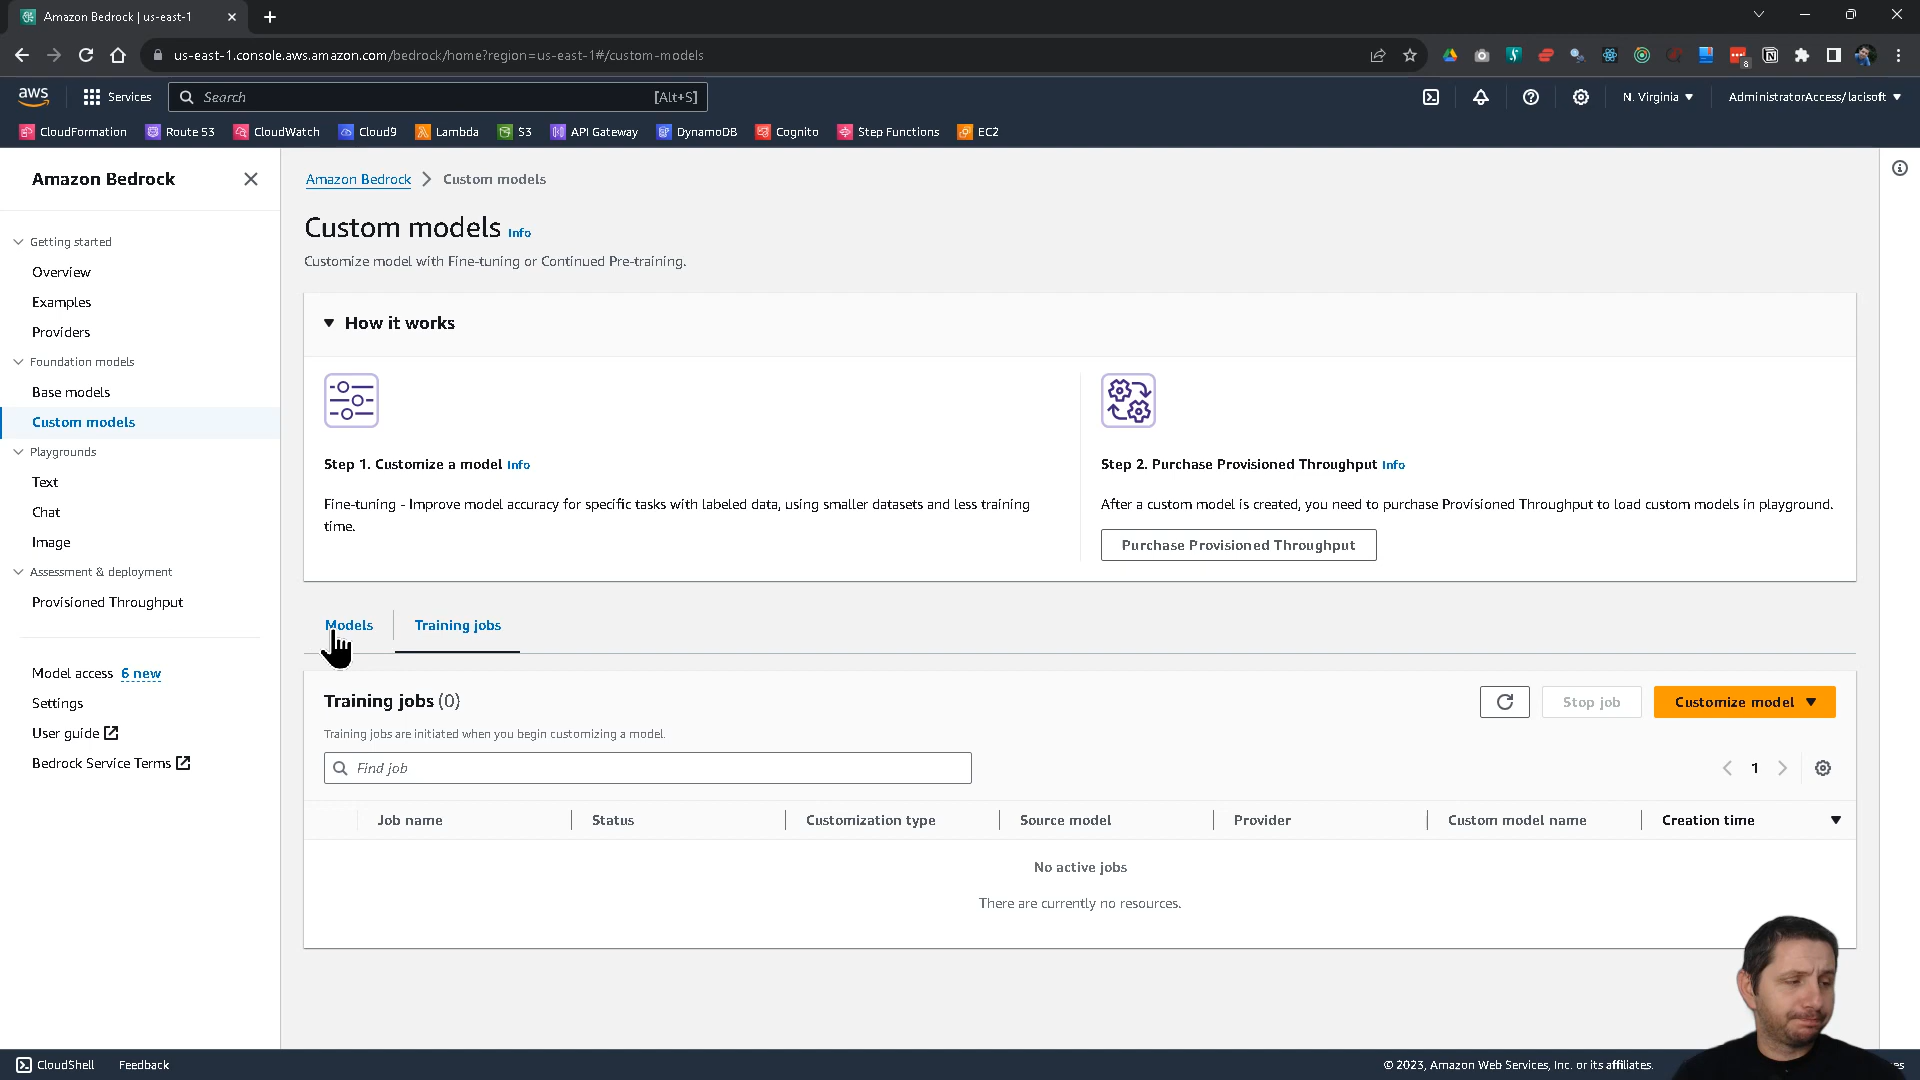 Amazon Bedrock | us-east-1
us-east-1.console.aws.amazon.com/bedrock/home?region=us-east-1#/custom-models
8
aws
Services
Search
[Alt+S]
N. Virginia
AdministratorAccess/lacisoft
CloudFormation
Route 53
CloudWatch
Cloud9
Lambda
S3
API Gateway
DynamoDB
Cognito
Step Functions
EC2
Amazon Bedrock
Getting started
Overview
Examples
Providers
Foundation models
Base models
Custom models
Playgrounds
Text
Chat
Image
Assessment & deployment
Provisioned Throughput
Model access 6 new
Settings
User guide
Bedrock Service Terms
Amazon Bedrock > Custom models
Custom models Info
Customize model with Fine-tuning or Continued Pre-training.
How it works
Step 1. Customize a model Info
Fine-tuning - Improve model accuracy for specific tasks with labeled data, using smaller datasets and less training
time.
Step 2. Purchase Provisioned Throughput Info
After a custom model is created, you need to purchase Provisioned Throughput to load custom models in playground.
Purchase Provisioned Throughput
Models
Training jobs
Training jobs (0)
Training jobs are initiated when you begin customizing a model.
Stop job
Customize model
Find job
1
Job name
Status
Customization type
Source model
Provider
Custom model name
Creation time
No active jobs
There are currently no resources.
CloudShell
Feedback
© 2023, Amazon Web Services, Inc. or its affiliates.